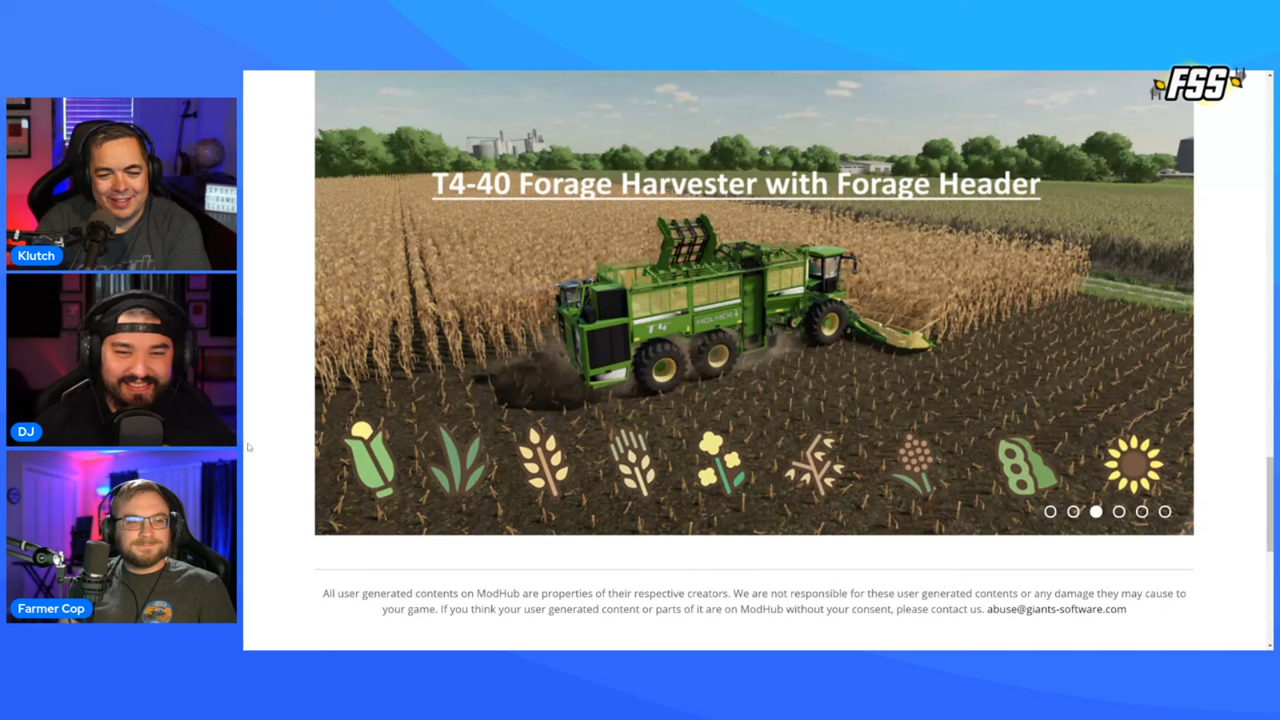 FSS
T4-40 Forage Harvester with Forage Header
T4
HOLMER
Klutch
DJ
Farmer Cop
All user generated contents on ModHub are properties of their respective creators. We are not responsible for these user generated contents or any damage they may cause to
your game. If you think your user generated content or parts of it are on ModHub without your consent, please contact us. abuse@giants-software.com